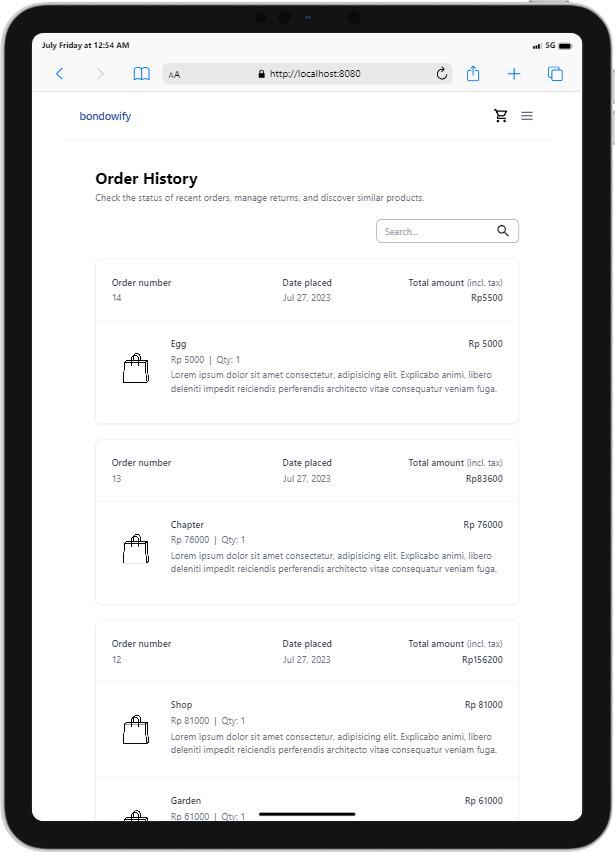 July Friday at 12:54 AM
5G
AA
http://localhost:8080
bondowify
Order History
Check the status of recent orders, manage returns, and discover similar products.
Search...
Order number Date placed Total amount (incl. tax)
14 Jul 27, 2023 Rp5500
Egg Rp 5000
Rp 5000 | Qty: 1
Lorem ipsum dolor sit amet consectetur, adipisicing elit. Explicabo animi, libero
deleniti impedit reiciendis perferendis architecto vitae consequatur veniam fuga.
Order number Date placed Total amount (incl. tax)
13 Jul 27, 2023 Rp83600
Chapter Rp 76000
Rp 76000 | Qty: 1
Lorem ipsum dolor sit amet consectetur, adipisicing elit. Explicabo animi, libero
deleniti impedit reiciendis perferendis architecto vitae consequatur veniam fuga.
Order number Date placed Total amount (incl. tax)
12 Jul 27, 2023 Rp156200
Shop Rp 81000
Rp 81000 | Qty: 1
Lorem ipsum dolor sit amet consectetur, adipisicing elit. Explicabo animi, libero
deleniti impedit reiciendis perferendis architecto vitae consequatur veniam fuga.
Garden Rp 61000
Rp 61000 | Qty: 1